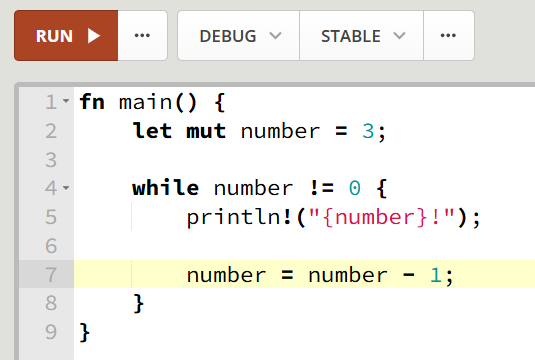 RUN ▶ ··· DEBUG STABLE ···
1 fn main() {
2     let mut number = 3;
3
4     while number != 0 {
5         println!("{number}!");
6
7         number = number - 1;
8     }
9 }